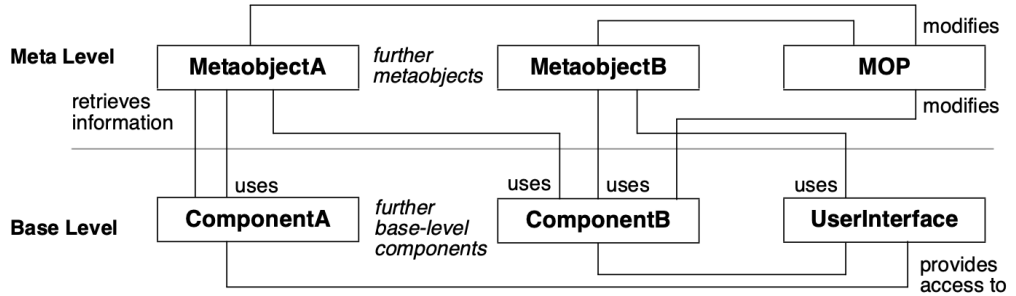 modifies
Meta Level
MetaobjectA
further
metaobjects
MetaobjectB
MOP
retrieves
information
modifies
uses
uses
uses
uses
Base Level
ComponentA
further
base-level
components
ComponentB
UserInterface
provides
access to